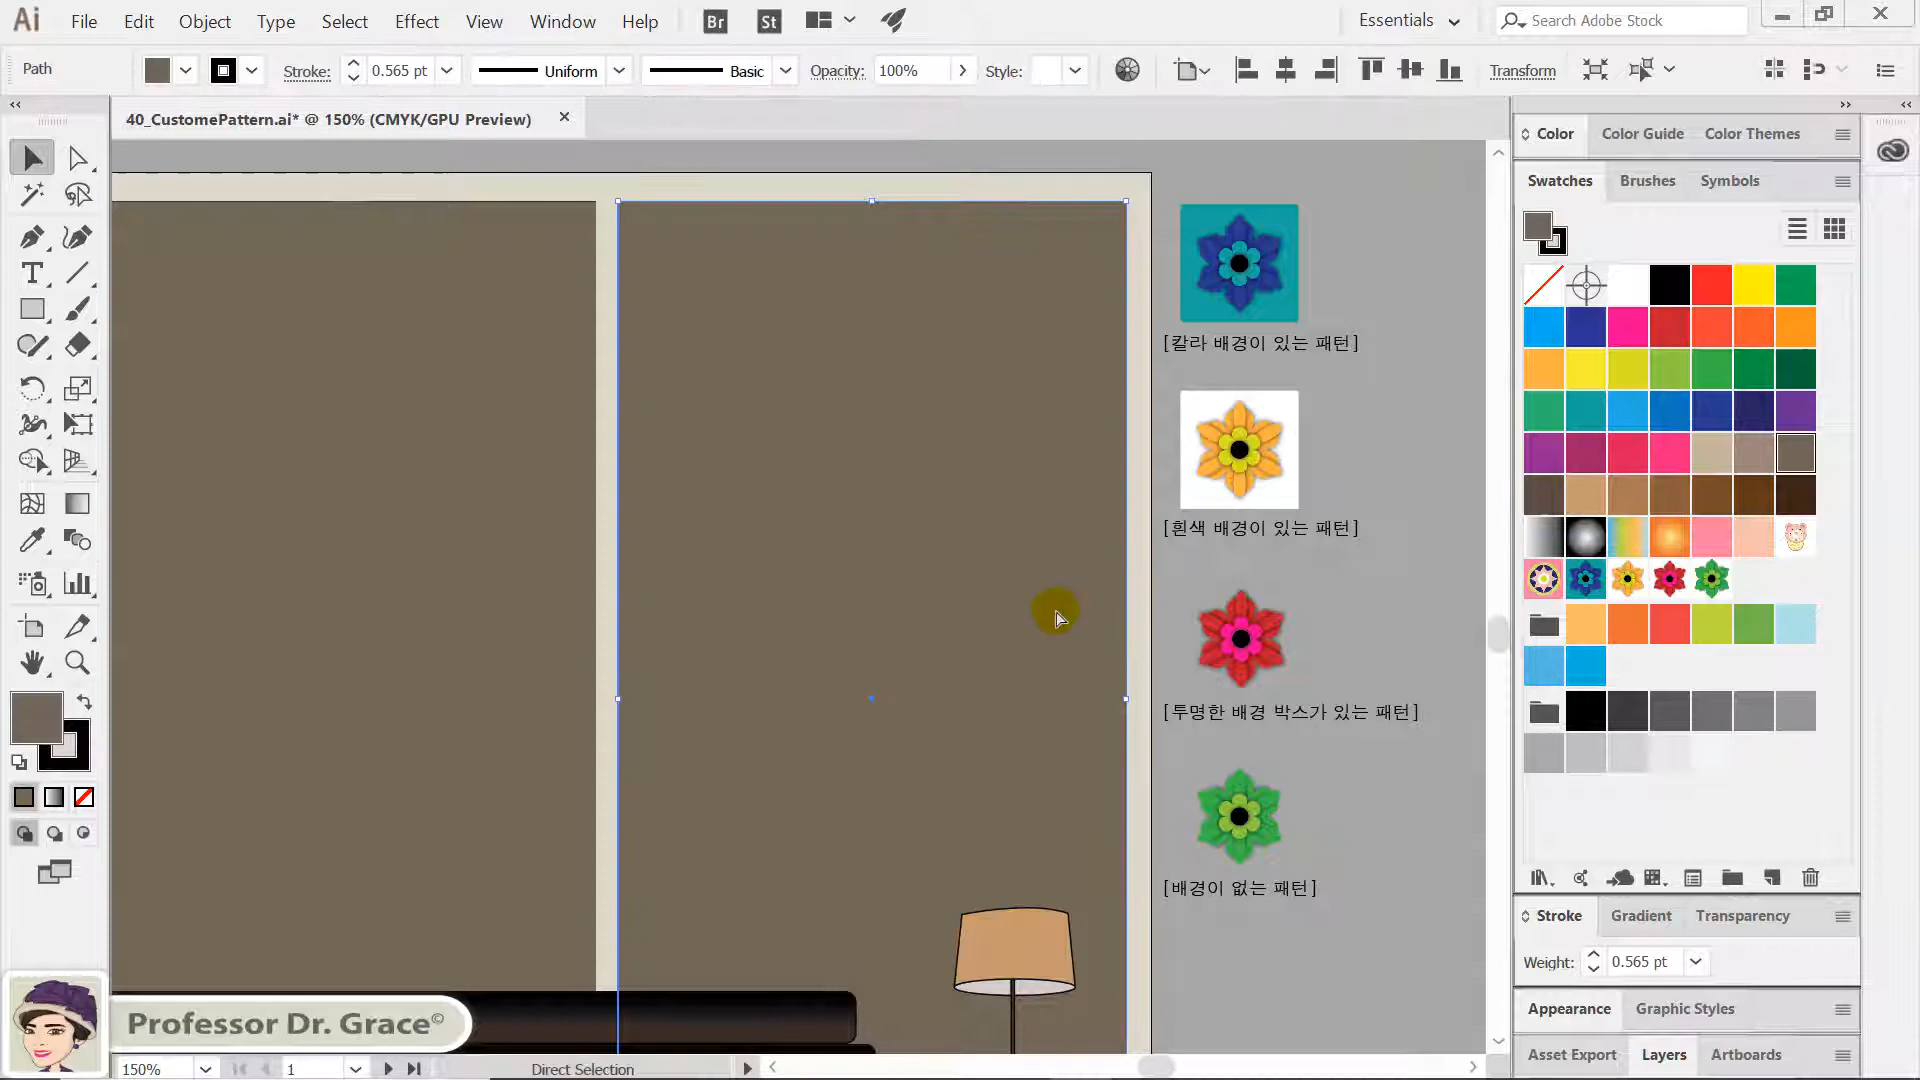 Ai File Edit Object Type Select Effect View Window Help Br St Essentials Search Adobe Stock
Path Stroke: 0.565 pt Uniform Basic Opacity: 100% Style: Transform
40_CustomePattern.ai* @ 150% (CMYK/GPU Preview)
Color Color Guide Color Themes
Swatches Brushes Symbols
[칼라 배경이 있는 패턴]
[흰색 배경이 있는 패턴]
[투명한 배경 박스가 있는 패턴]
[배경이 없는 패턴]
Stroke Gradient Transparency
Weight: 0.565 pt
Appearance Graphic Styles
Asset Export Layers Artboards
Professor Dr. Grace©
150% 1 Direct Selection